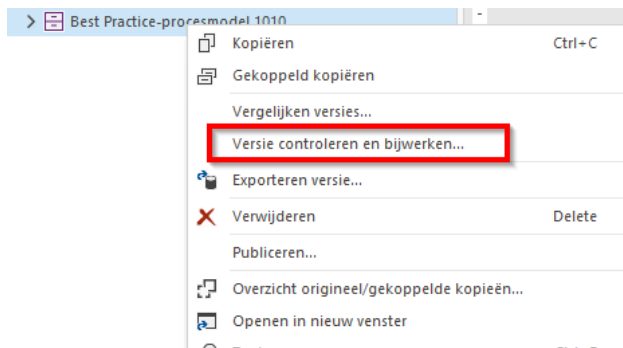 Best Practice-procesmodel 1010
Kopiëren Ctrl+C
Gekoppeld kopiëren
Vergelijken versies...
Versie controleren en bijwerken...
Exporteren versie...
Verwijderen Delete
Publiceren...
Overzicht origineel/gekoppelde kopieën...
Openen in nieuw venster